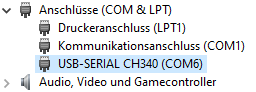 Anschlüsse (COM & LPT)
Druckeranschluss (LPT1)
Kommunikationsanschluss (COM1)
USB-SERIAL CH340 (COM6)
Audio, Video und Gamecontroller